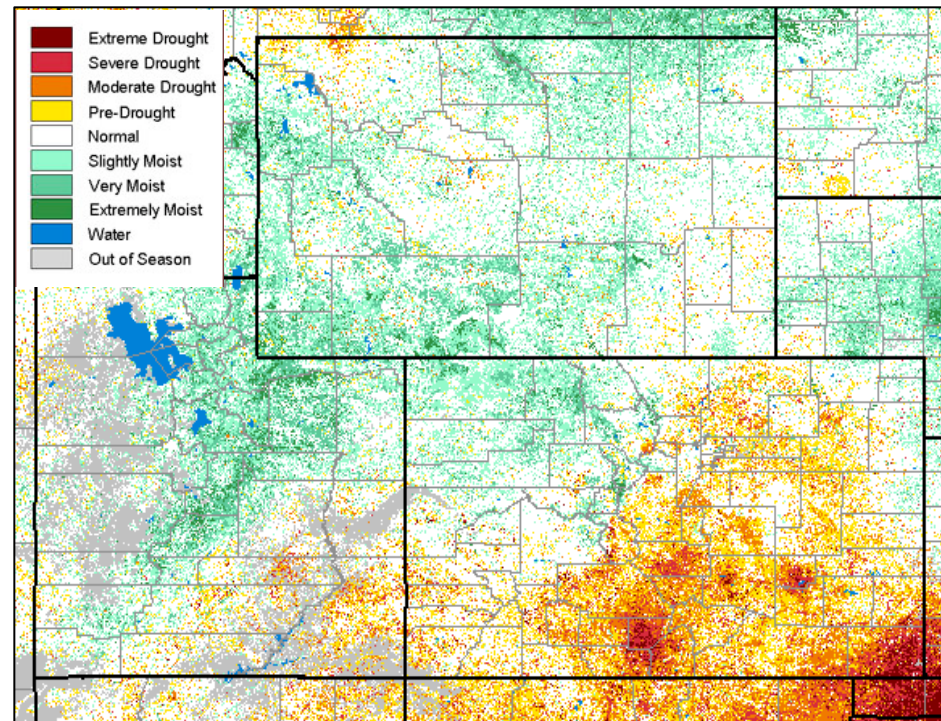 Extreme Drought
Severe Drought
Moderate Drought
Pre-Drought
Normal
Slightly Moist
Very Moist
Extremely Moist
Water
Out of Season